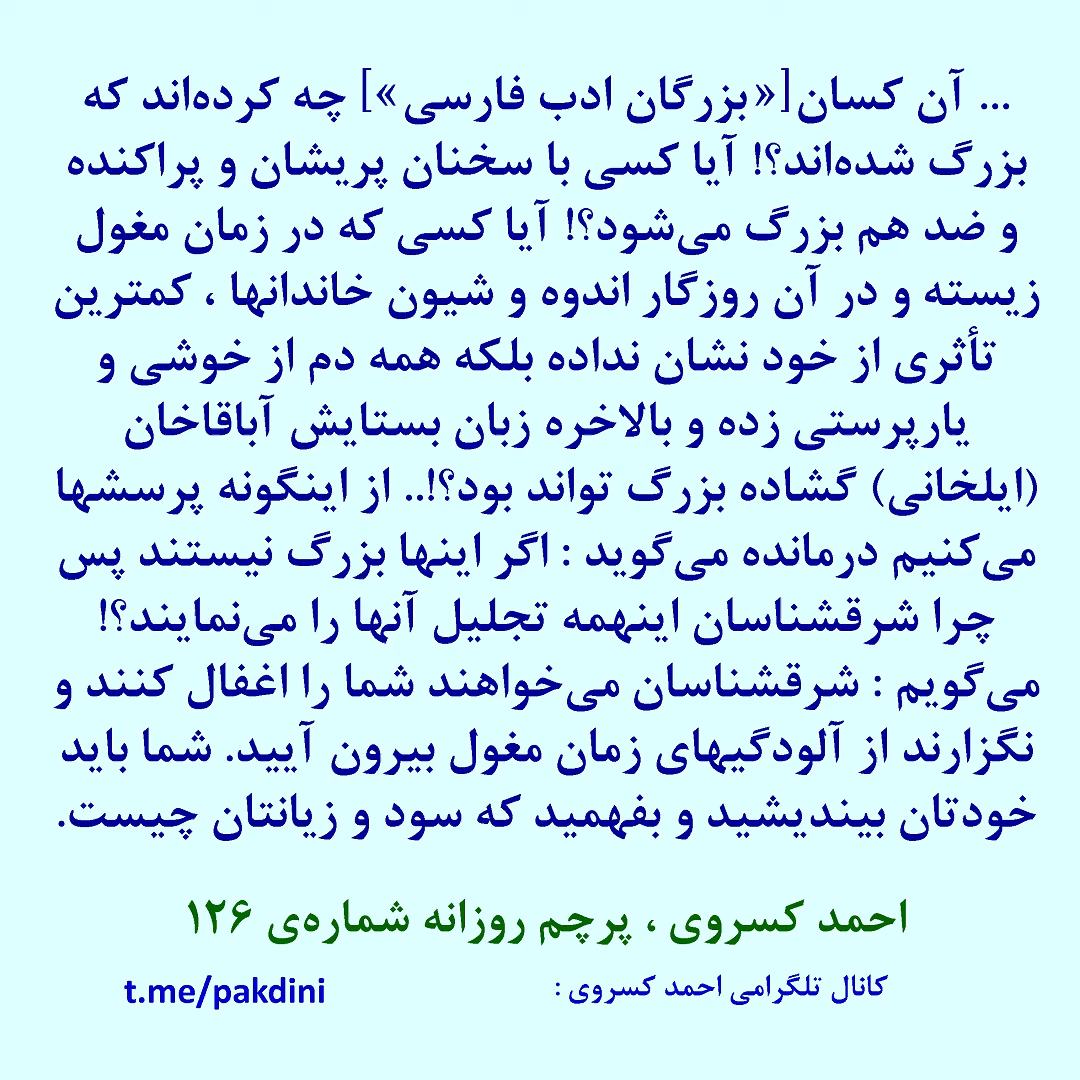 ... آن کسان[«بزرگان ادب فارسی»] چه کرده‌اند که
بزرگ شده‌اند؟! آیا کسی با سخنان پریشان و پراکنده
و ضد هم بزرگ می‌شود؟! آیا کسی که در زمان مغول
زیسته و در آن روزگار اندوه و شیون خاندانها ، کمترین
تأثری از خود نشان نداده بلکه همه دم از خوشی و
یارپرستی زده و بالاخره زبان بستایش آباقاخان
(ایلخانی) گشاده بزرگ تواند بود؟!.. از اینگونه پرسشها
می‌کنیم درمانده می‌گوید : اگر اینها بزرگ نیستند پس
چرا شرقشناسان اینهمه تجلیل آنها را می‌نمایند؟!
می‌گویم : شرقشناسان می‌خواهند شما را اغفال کنند و
نگزارند از آلودگیهای زمان مغول بیرون آیید. شما باید
خودتان بیندیشید و بفهمید که سود و زیانتان چیست.
احمد کسروی ، پرچم روزانه شماره‌ی ۱۲۶
کانال تلگرامی احمد کسروی : t.me/pakdini